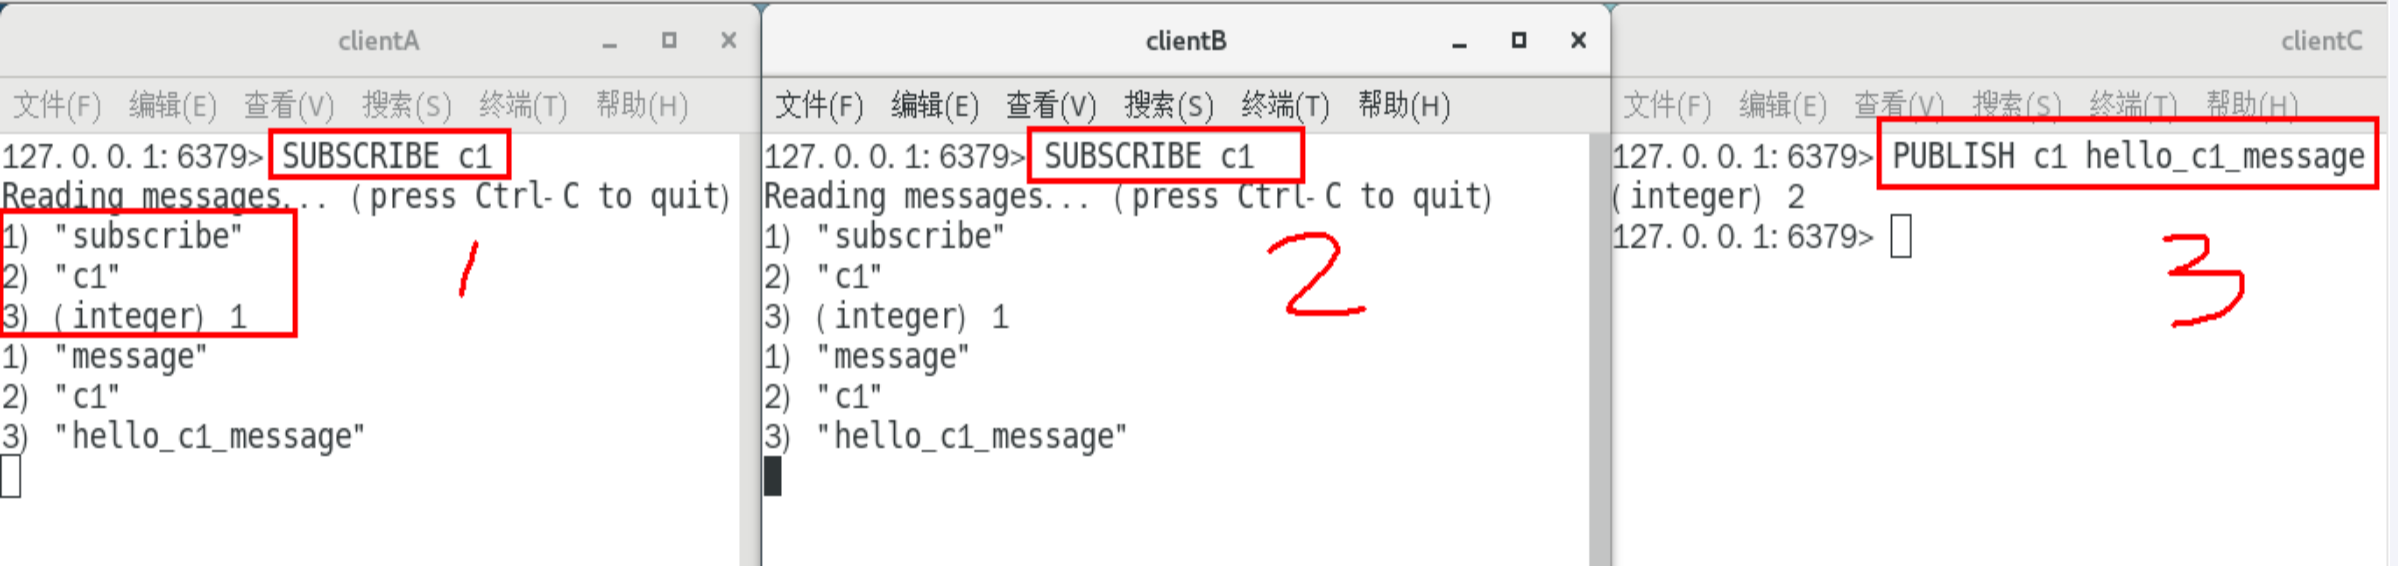 clientA
文件(F) 编辑(E) 查看(V) 搜索(S) 终端(T) 帮助(H)
127.0.0.1:6379> SUBSCRIBE c1
Reading messages... (press Ctrl-C to quit)
1) "subscribe"
2) "c1"
3) (integer) 1
1) "message"
2) "c1"
3) "hello_c1_message"
1
clientB
文件(F) 编辑(E) 查看(V) 搜索(S) 终端(T) 帮助(H)
127.0.0.1:6379> SUBSCRIBE c1
Reading messages... (press Ctrl-C to quit)
1) "subscribe"
2) "c1"
3) (integer) 1
1) "message"
2) "c1"
3) "hello_c1_message"
2
clientC
文件(F) 编辑(E) 查看(V) 搜索(S) 终端(T) 帮助(H)
127.0.0.1:6379> PUBLISH c1 hello_c1_message
(integer) 2
127.0.0.1:6379>
3